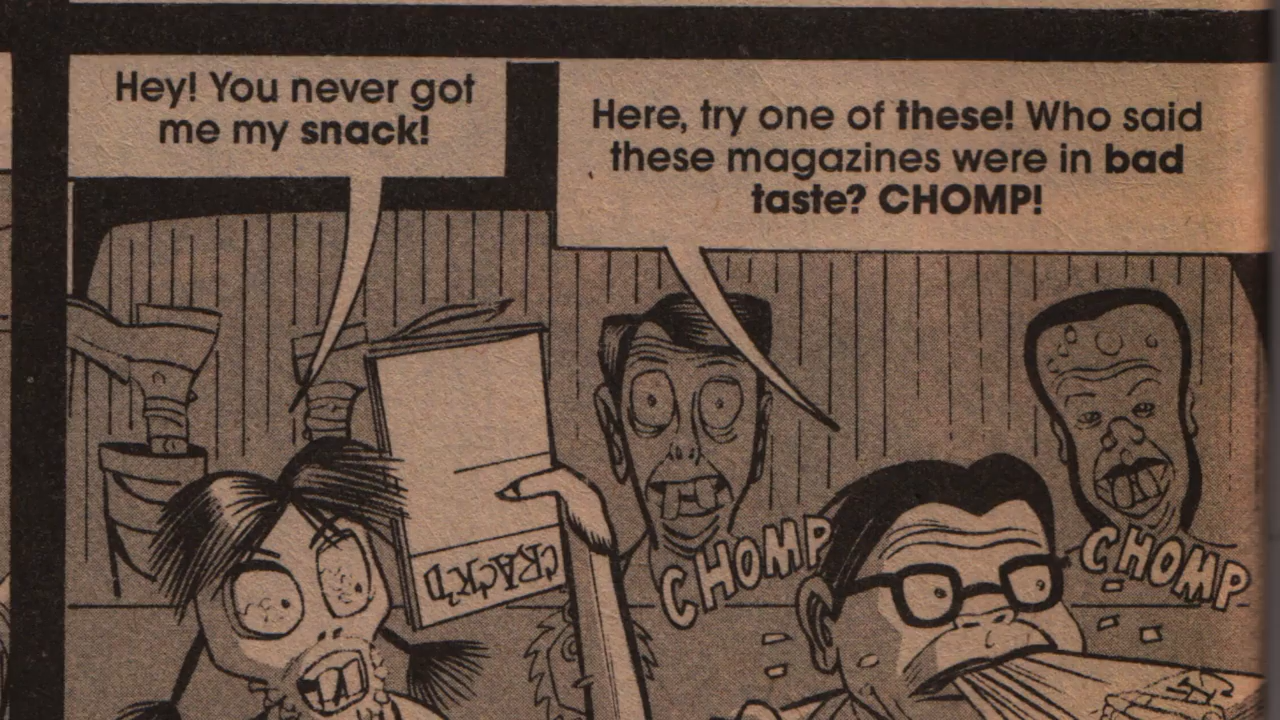 Hey! You never got
me my snack!
Here, try one of these! Who said
these magazines were in bad
taste? CHOMP!
CRACK'D
CHOMP
CHOMP